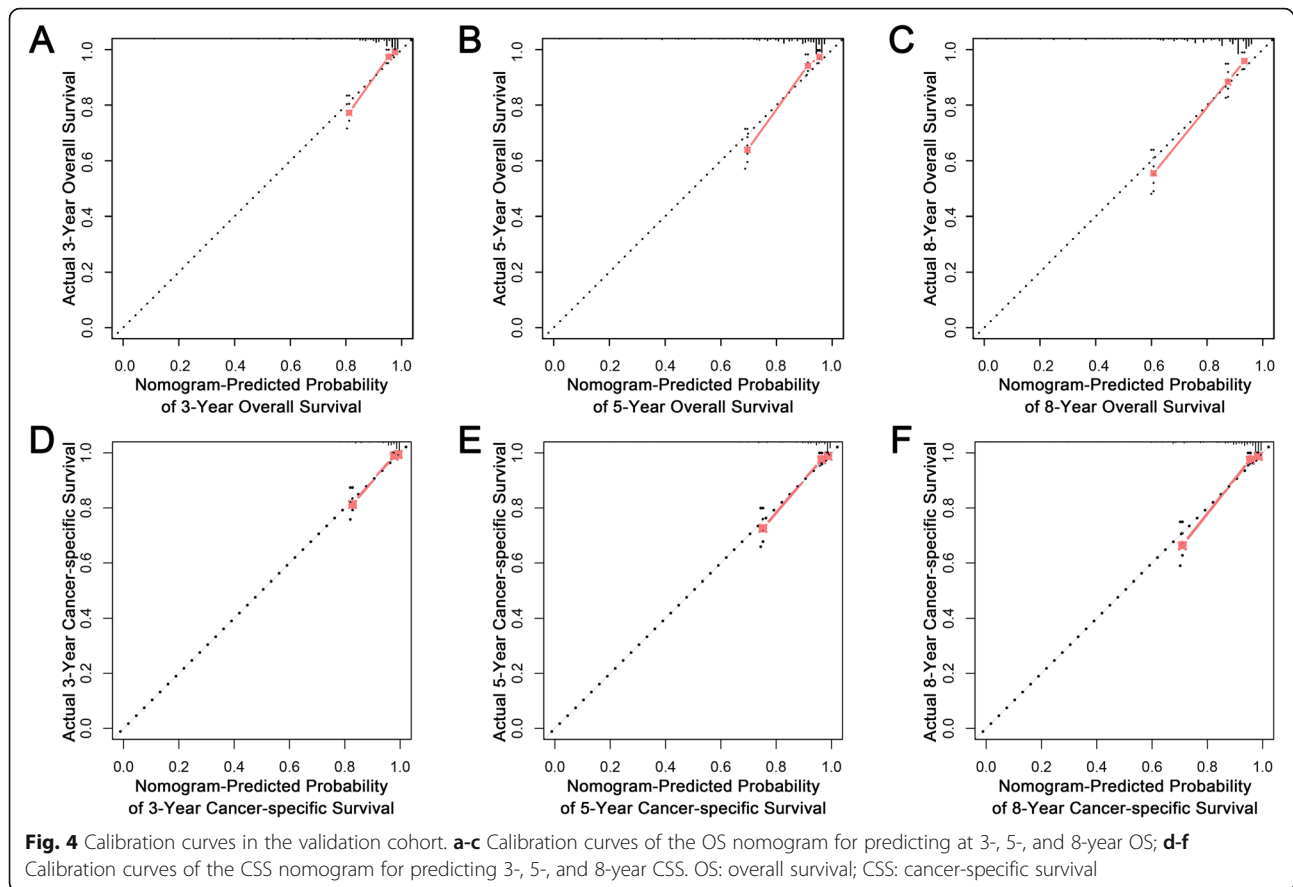 A
Actual 3-Year Overall Survival
0.0 0.2 0.4 0.6 0.8 1.0
0.0 0.2 0.4 0.6 0.8 1.0
Nomogram-Predicted Probability
of 3-Year Overall Survival
B
Actual 5-Year Overall Survival
0.0 0.2 0.4 0.6 0.8 1.0
0.0 0.2 0.4 0.6 0.8 1.0
Nomogram-Predicted Probability
of 5-Year Overall Survival
C
Actual 8-Year Overall Survival
0.0 0.2 0.4 0.6 0.8 1.0
0.0 0.2 0.4 0.6 0.8 1.0
Nomogram-Predicted Probability
of 8-Year Overall Survival
D
Actual 3-Year Cancer-specific Survival
0.0 0.2 0.4 0.6 0.8 1.0
0.0 0.2 0.4 0.6 0.8 1.0
Nomogram-Predicted Probability
of 3-Year Cancer-specific Survival
E
Actual 5-Year Cancer-specific Survival
0.0 0.2 0.4 0.6 0.8 1.0
0.0 0.2 0.4 0.6 0.8 1.0
Nomogram-Predicted Probability
of 5-Year Cancer-specific Survival
F
Actual 8-Year Cancer-specific Survival
0.0 0.2 0.4 0.6 0.8 1.0
0.0 0.2 0.4 0.6 0.8 1.0
Nomogram-Predicted Probability
of 8-Year Cancer-specific Survival
Fig. 4 Calibration curves in the validation cohort. a-c Calibration curves of the OS nomogram for predicting at 3-, 5-, and 8-year OS; d-f
Calibration curves of the CSS nomogram for predicting 3-, 5-, and 8-year CSS. OS: overall survival; CSS: cancer-specific survival